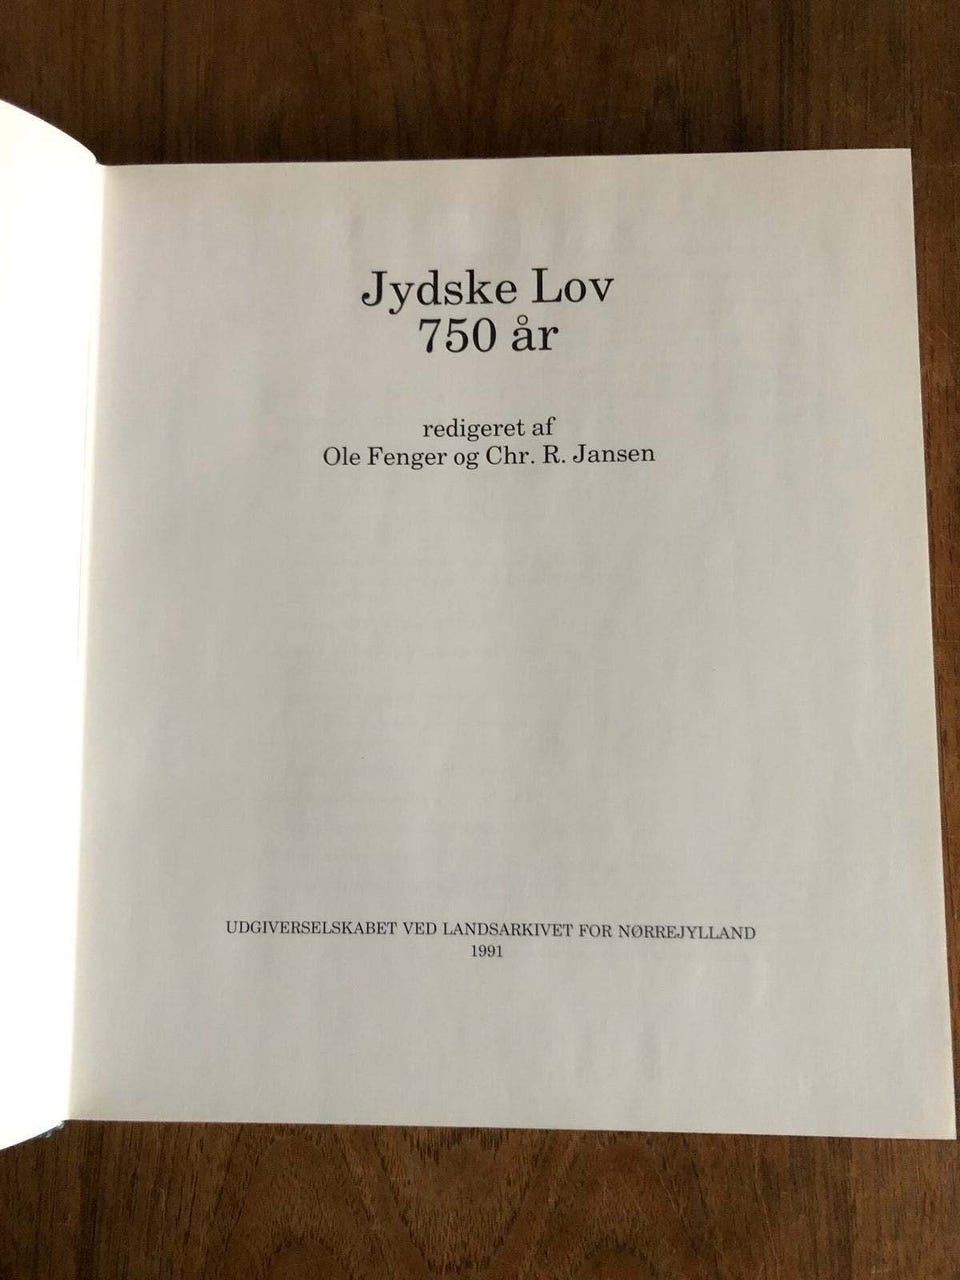 Jydske Lov
750 år
redigeret af
Ole Fenger og Chr. R. Jansen
UDGIVERSELSKABET VED LANDSARKIVET FOR NØRREJYLLAND
1991